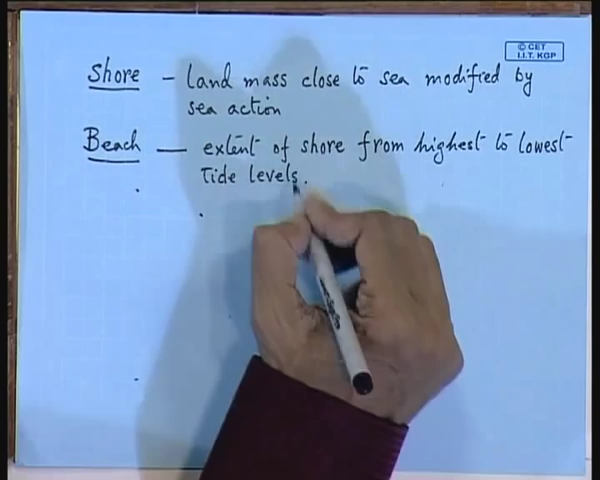 © CET
I.I.T. KGP
Shore - land mass close to sea modified by
sea action
Beach — extent of shore from highest to lowest
Tide levels.